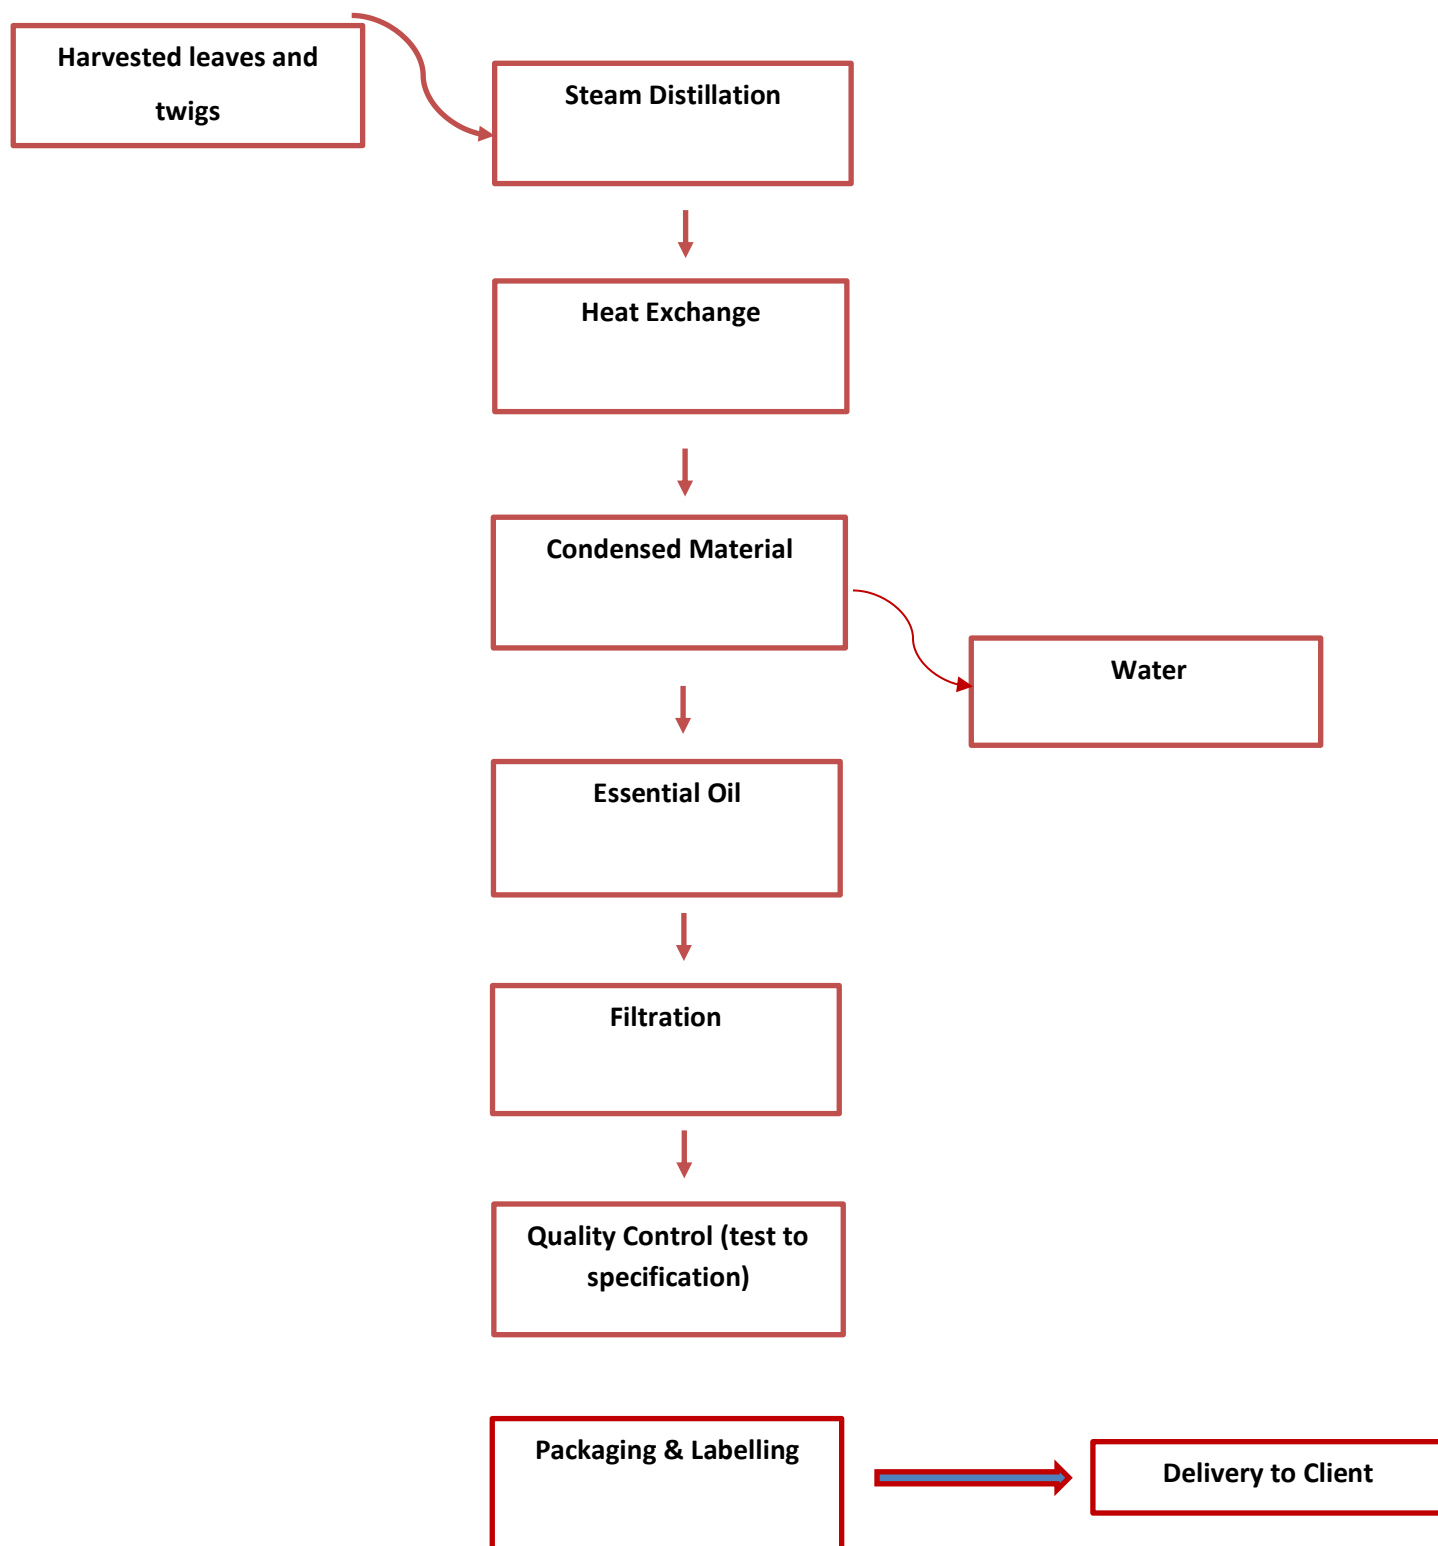 Harvested leaves and
twigs
Steam Distillation
Heat Exchange
Condensed Material
Water
Essential Oil
Filtration
Quality Control (test to
specification)
Packaging & Labelling
Delivery to Client